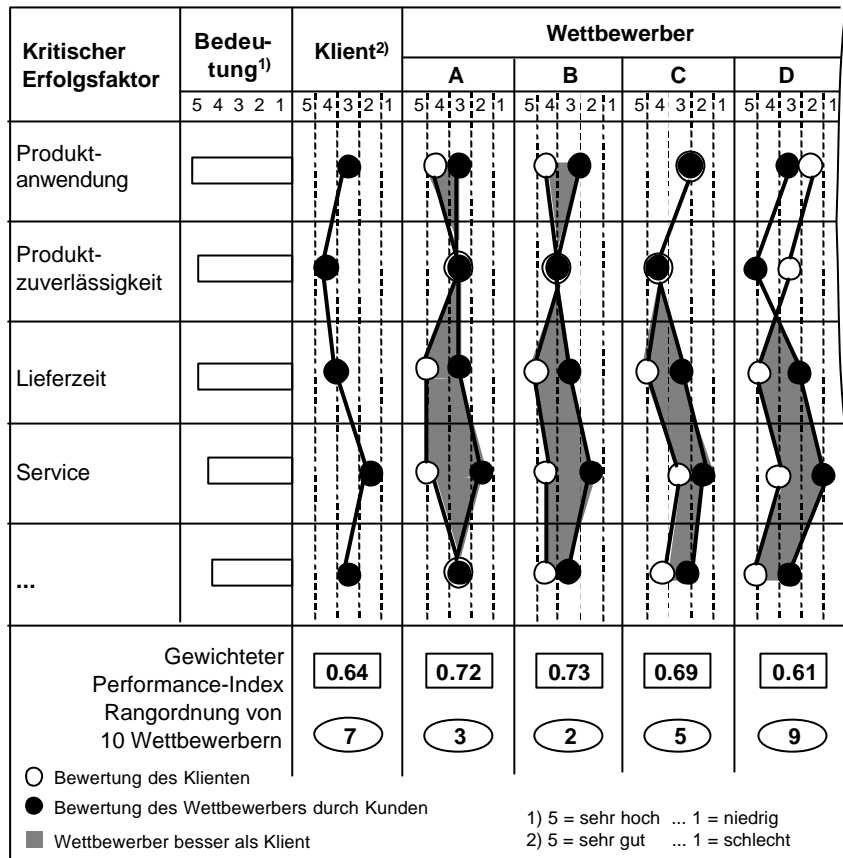 Kritischer
Erfolgsfaktor
Bedeu-
tung1)
Klient2)
Wettbewerber
A B C D
5 4 3 2 1 5 4 3 2 1 5 4 3 2 1 5 4 3 2 1 5 4 3 2 1 5 4 3 2 1
Produkt-
anwendung
Produkt-
zuverlässigkeit
Lieferzeit
Service
...
Gewichteter
Performance-Index
0.64 0.72 0.73 0.69 0.61
Rangordnung von
10 Wettbewerbern
7 3 2 5 9
Bewertung des Klienten
Bewertung des Wettbewerbers durch Kunden
Wettbewerber besser als Klient
1) 5 = sehr hoch ... 1 = niedrig
2) 5 = sehr gut ... 1 = schlecht